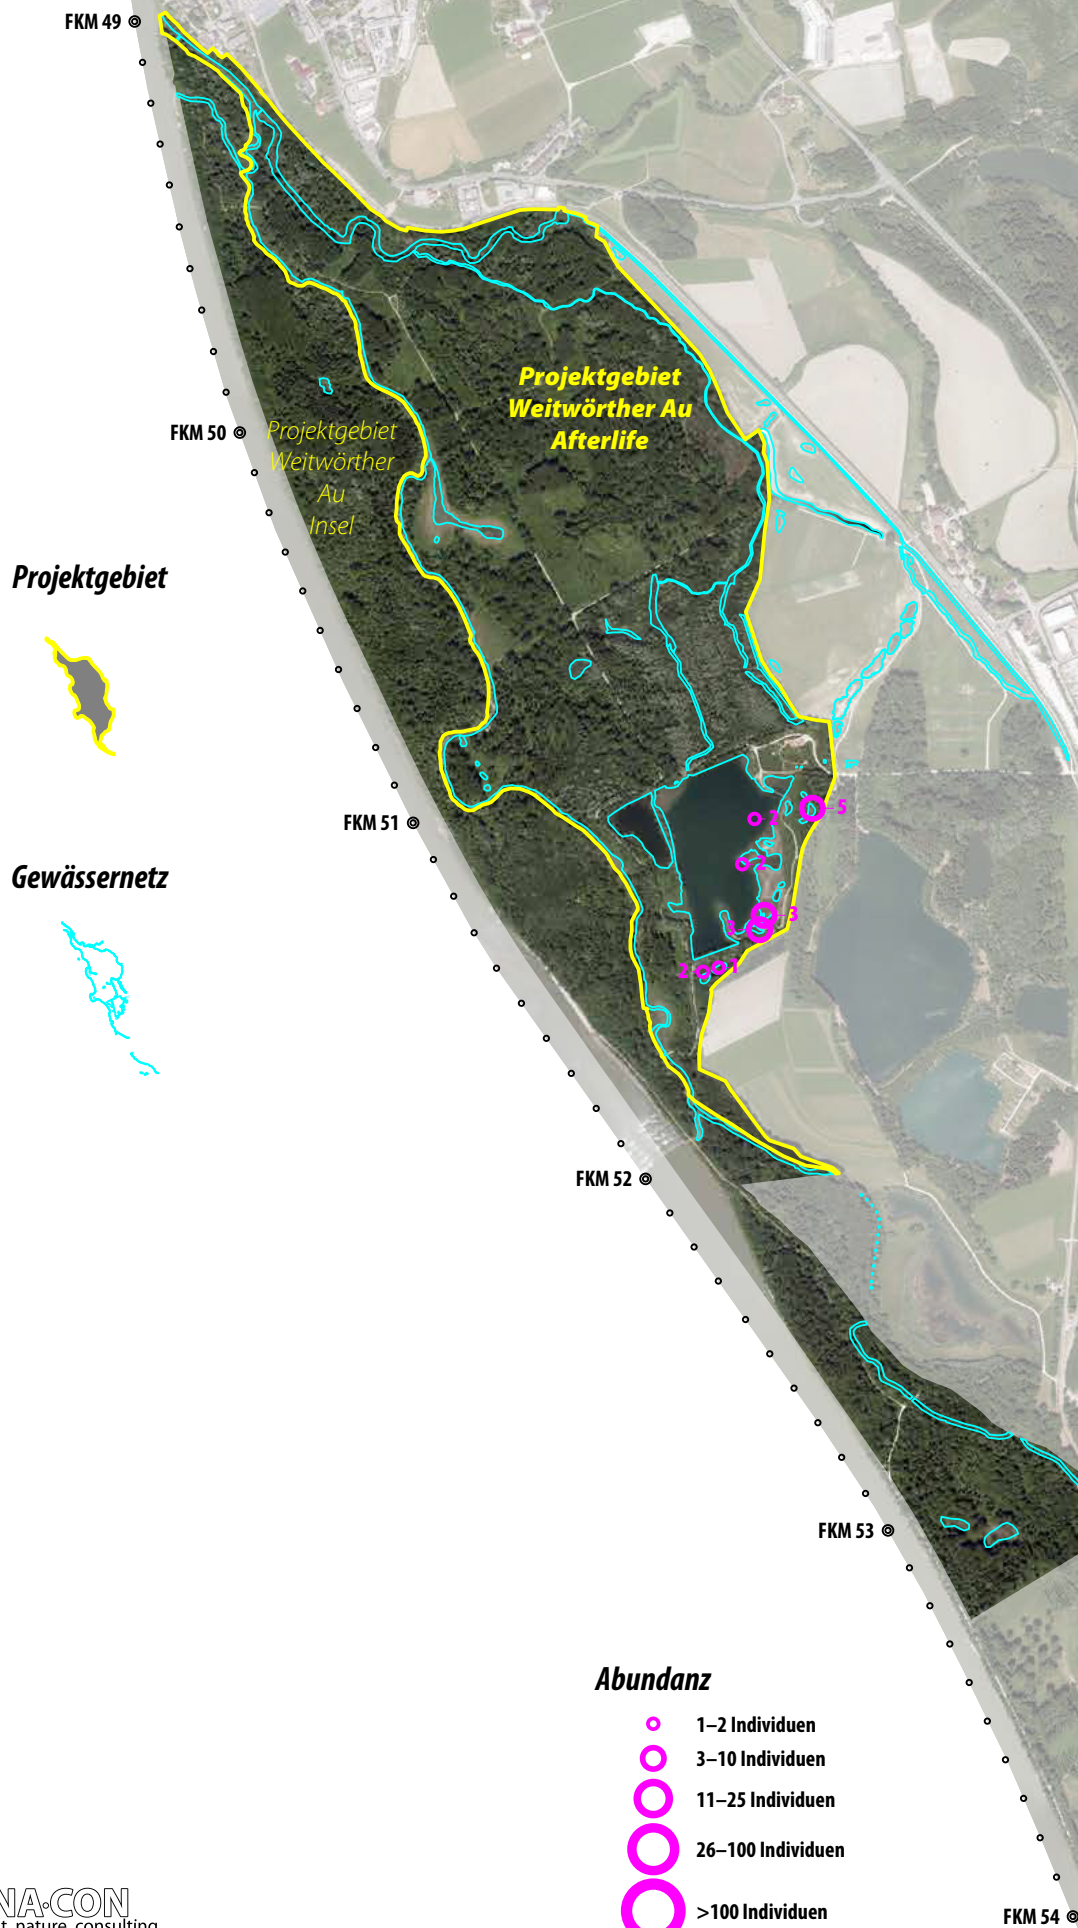 FKM 49
Projektgebiet
Weitwörther Au
Afterlife
FKM 50
Projektgebiet
Weitwörther
Au
Insel
Projektgebiet
FKM 51
5
2
2
Gewässernetz
3
3
2
1
FKM 52
FKM 53
Abundanz
1–2 Individuen
3–10 Individuen
11–25 Individuen
26–100 Individuen
>100 Individuen
NA·CON
nature consulting
FKM 54